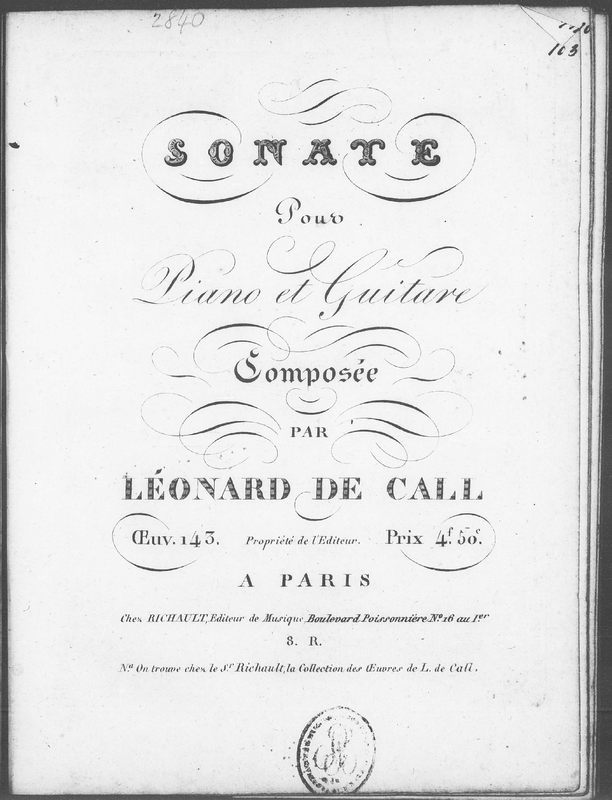 2840
103
SONATE
Pour
Piano et Guitare
Composée
PAR
LÉONARD DE CALL
Œuv. 143. Propriété de l'Editeur. Prix 4f. 50c.
A PARIS
Chez RICHAULT, Editeur de Musique, Boulevard Poissonnière No. 16 au 1er
8. R.
Na On trouve chez le Sr Richault, la Collection des Œuvres de L. de Call.